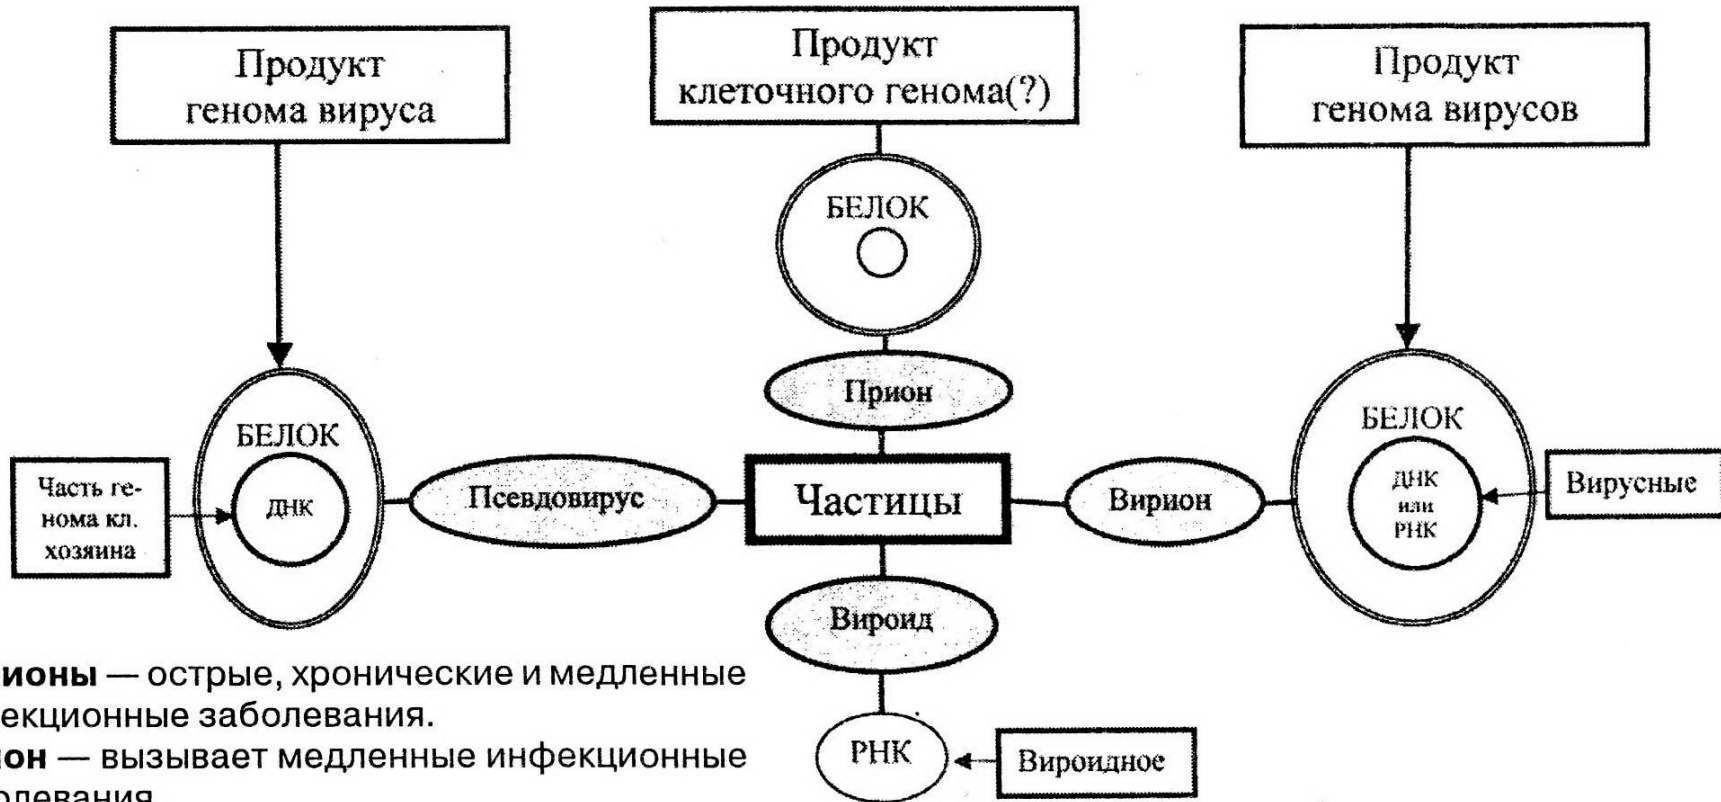 Продукт
генома вируса
Продукт
клеточного генома(?)
Продукт
генома вирусов
БЕЛОК
Прион
БЕЛОК
ДНК
Часть ге-
нома кл.
хозяина
Псевдовирус
Частицы
Вирион
БЕЛОК
ДНК
или
РНК
Вирусные
Вироид
РНК
Вироидное
ионы — острые, хронические и медленные
екционные заболевания.
он — вызывает медленные инфекционные